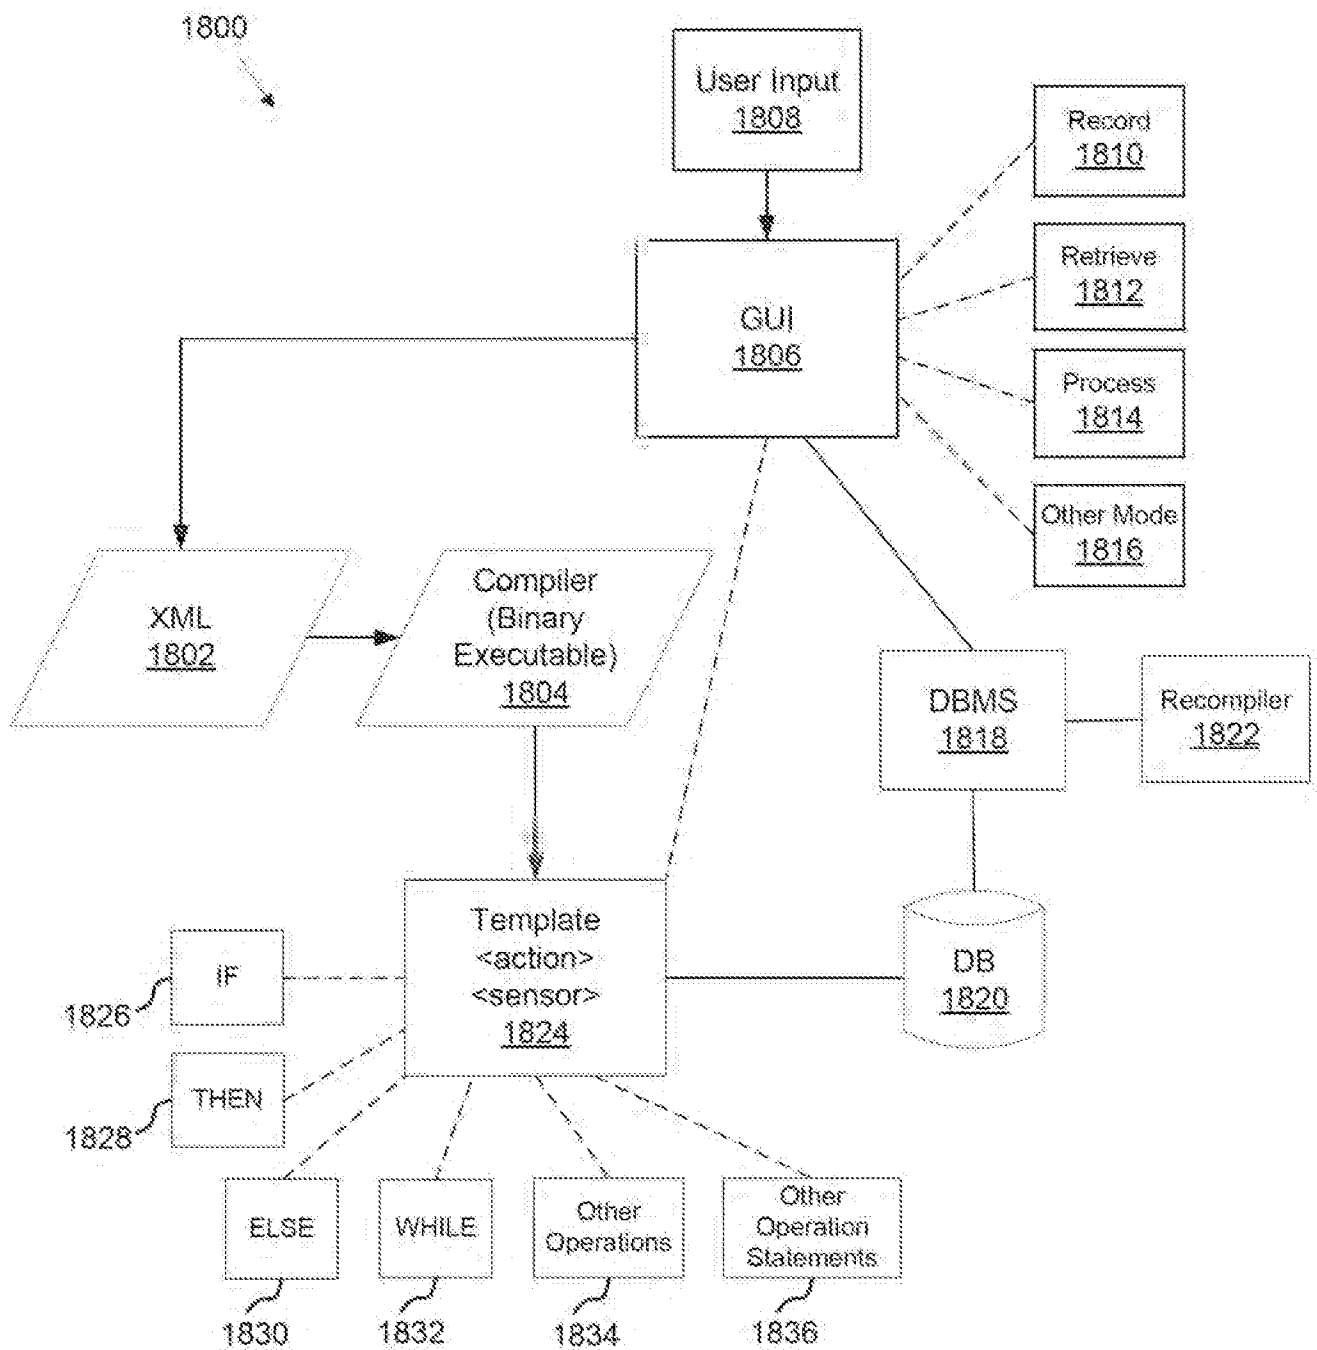 1800
User Input
1808
Record
1810
Retrieve
1812
GUI
1806
Process
1814
Other Mode
1816
XML
1802
Compiler
(Binary
Executable)
1804
DBMS
1818
Recompiler
1822
Template
<action>
<sensor>
1824
DB
1820
IF
1826
THEN
1828
ELSE
1830
WHILE
1832
Other
Operations
1834
Other
Operation
Statements
1836